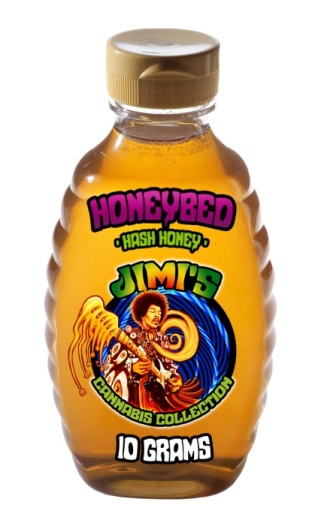 HONEYBED
• HASH HONEY •
JIMI'S
CANNABIS COLLECTION
10 GRAMS